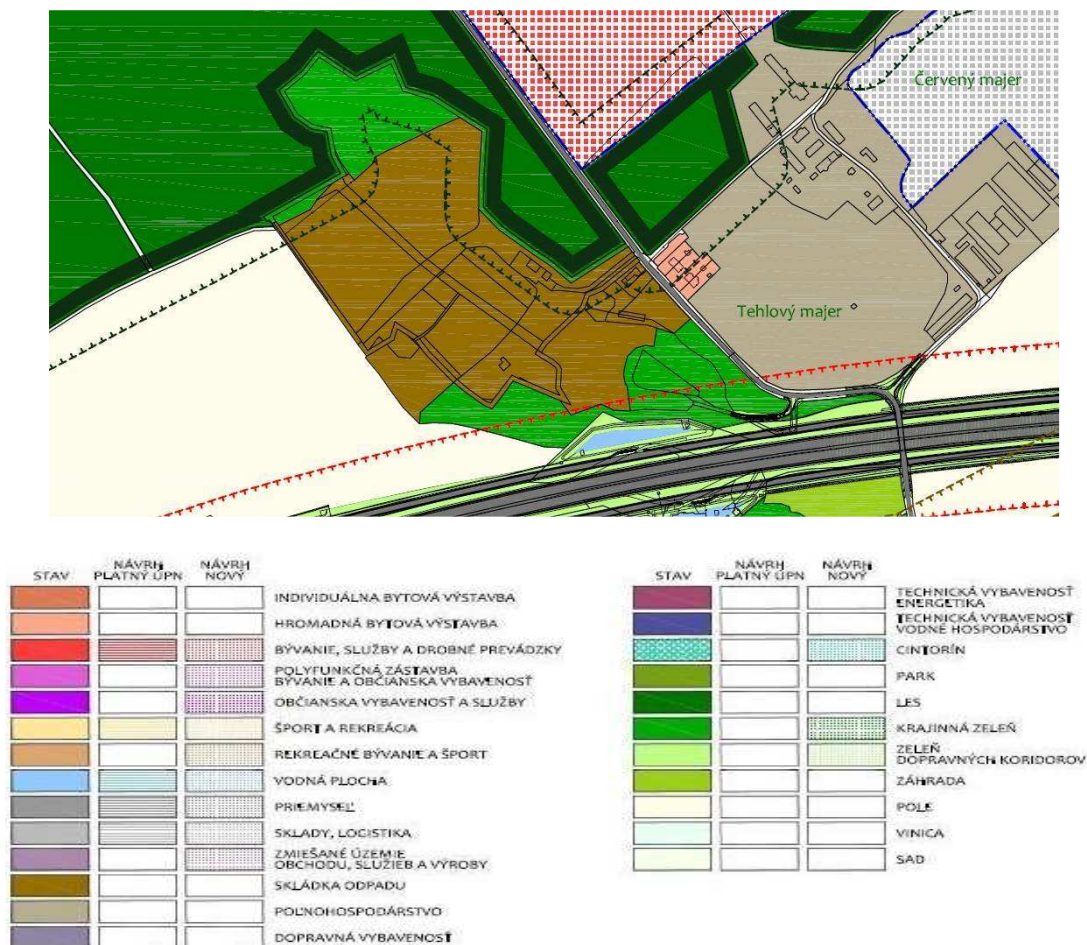 Červený majer
Tehlový majer
STAV
NÁVRH
PLATNÝ ÚPN
NÁVRH
NOVÝ
INDIVIDUÁLNA BYTOVÁ VÝSTAVBA
HROMADNÁ BYTOVÁ VÝSTAVBA
BÝVANIE, SLUŽBY A DROBNÉ PREVÁDZKY
POLYFUNKČNÁ ZÁSTAVBA
BÝVANIE A OBČIANSKA VYBAVENOSŤ
OBČIANSKA VYBAVENOSŤ A SLUŽBY
ŠPORT A REKREÁCIA
REKREAČNÉ BÝVANIE A ŠPORT
VODNÁ PLOCHA
PRIEMYSEĽ
SKLADY, LOGISTIKA
ZMIEŠANÉ ÚZEMIE
OBCHODU, SLUŽIEB A VÝROBY
SKLÁDKA ODPADU
POĽNOHOSPODÁRSTVO
DOPRAVNÁ VYBAVENOSŤ
STAV
NÁVRH
PLATNÝ ÚPN
NÁVRH
NOVÝ
TECHNICKÁ VYBAVENOSŤ
ENERGETIKA
TECHNICKÁ VYBAVENOSŤ
VODNÉ HOSPODÁRSTVO
CINTORÍN
PARK
LES
KRAJINNÁ ZELEŇ
ZELEŇ
DOPRAVNÝCH KORIDOROV
ZÁHRADA
POLE
VINICA
SAD